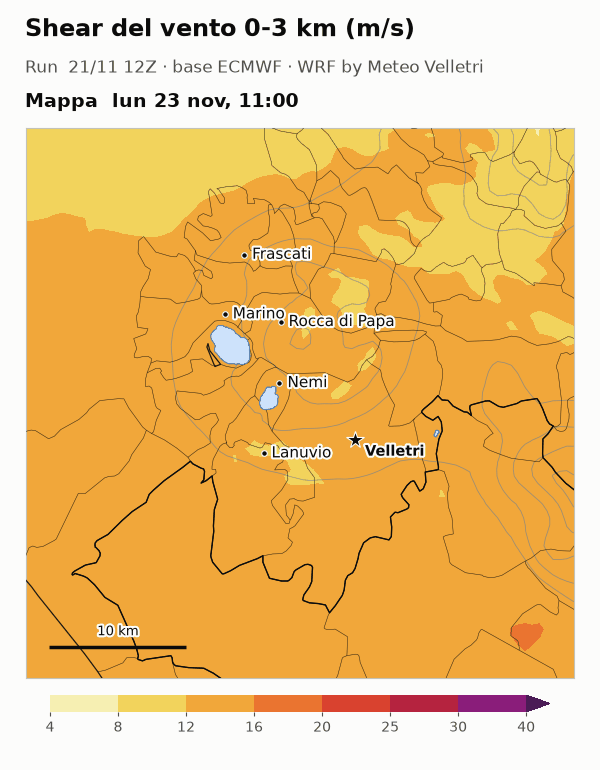 Shear del vento 0-3 km (m/s)
Run  21/11 12Z · base ECMWF · WRF by Meteo Velletri
Mappa  lun 23 nov, 11:00
Frascati
Marino
Rocca di Papa
Nemi
Velletri
Lanuvio
10 km
4 8 12 16 20 25 30 40